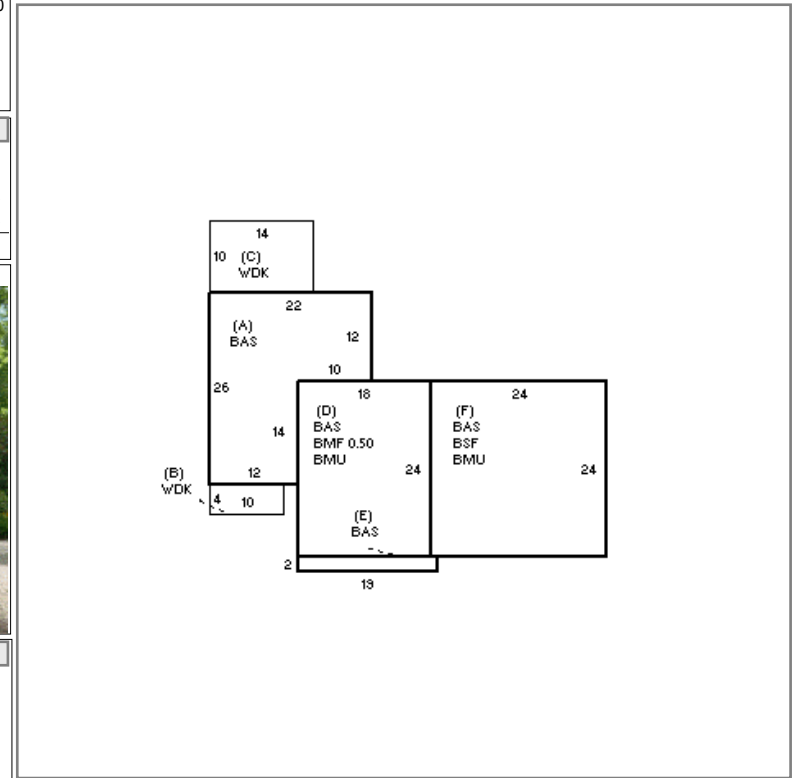 14
10 (C)
WDK
22
(A)
BAS
12
10
26
18
24
(D)
BAS
BMF 0.50
BMU
(F)
BAS
BSF
BMU
14
24
24
12
(B)
WDK
4
10
(E)
BAS
2
19